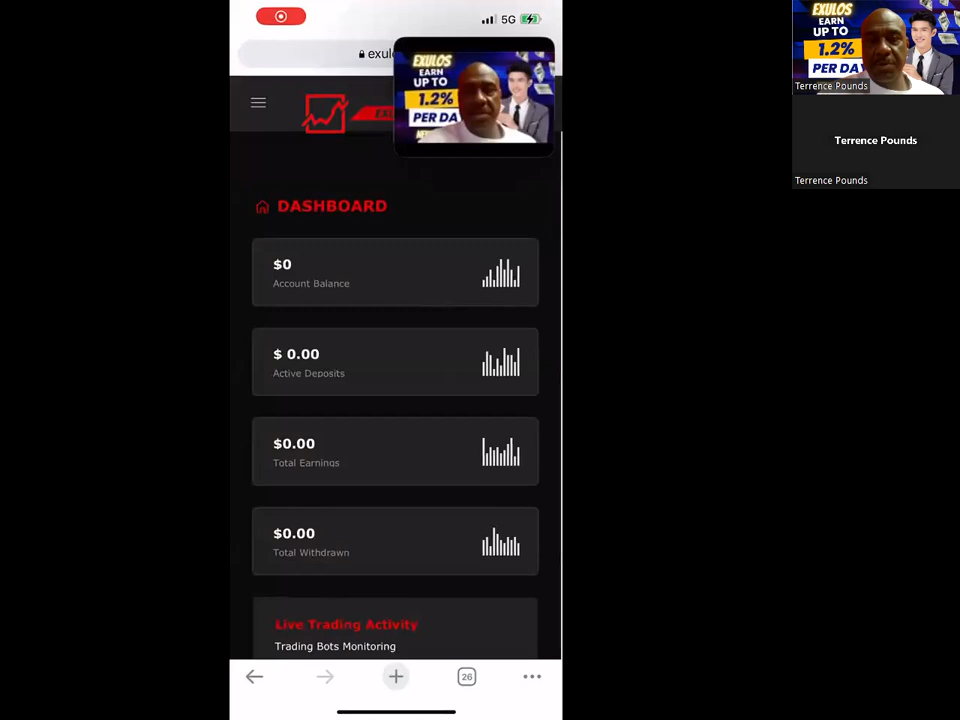 5G
exulo
EXULOS
EARN
UP TO
1.2%
PER DA
DASHBOARD
$0
Account Balance
$ 0.00
Active Deposits
$0.00
Total Earnings
$0.00
Total Withdrawn
Live Trading Activity
Trading Bots Monitoring
26
EXULOS
EARN
UP TO
1.2%
PER DA
Terrence Pounds
Terrence Pounds
Terrence Pounds